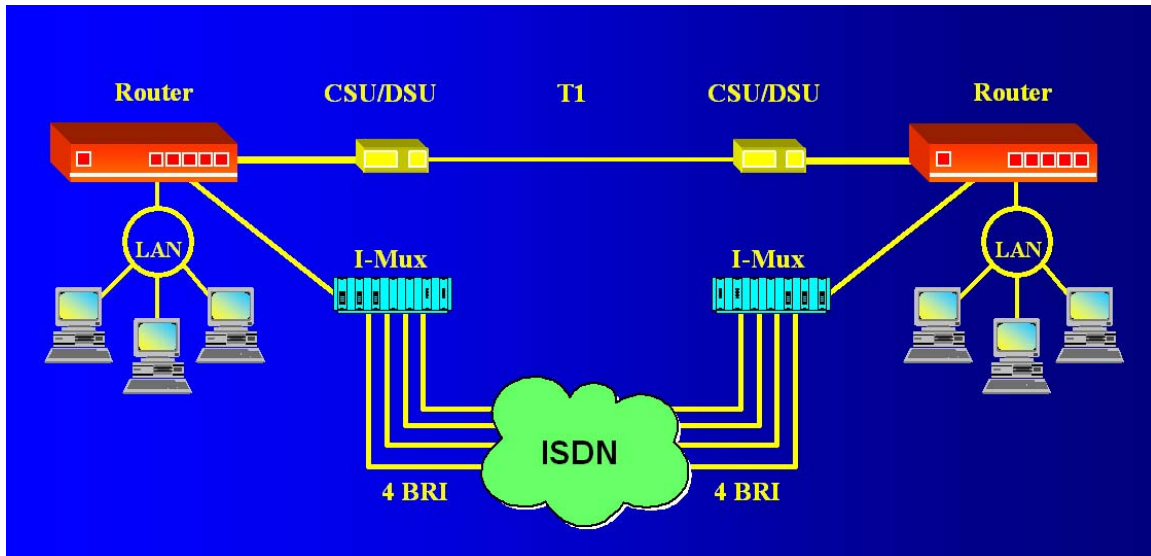 Router
CSU/DSU
T1
CSU/DSU
Router
LAN
LAN
I-Mux
I-Mux
ISDN
4 BRI
4 BRI